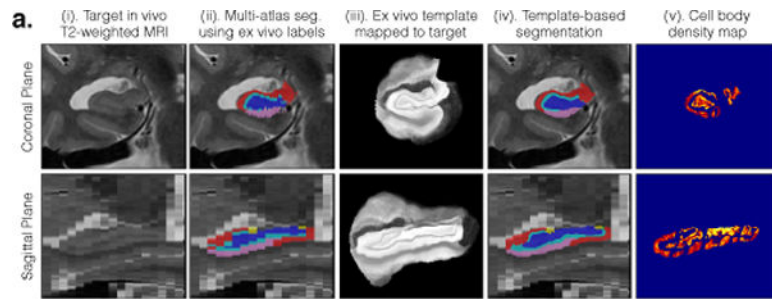 a.
(i). Target in vivo
T2-weighted MRI
(ii). Multi-atlas seg.
using ex vivo labels
(iii). Ex vivo template
mapped to target
(iv). Template-based
segmentation
(v). Cell body
density map
Coronal Plane
Sagittal Plane